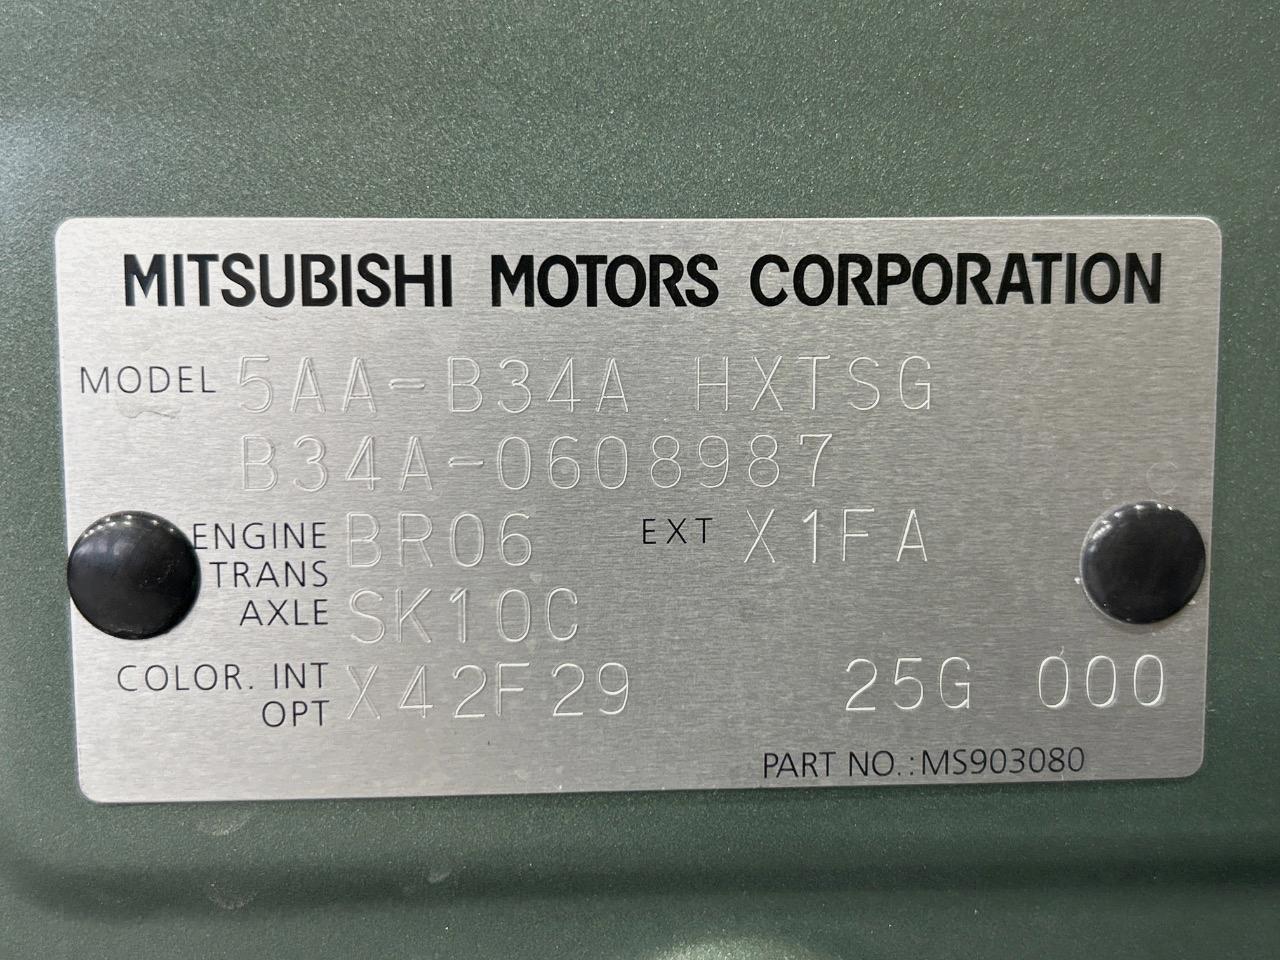 MITSUBISHI MOTORS CORPORATION
MODEL 5AA-B34A HXTSG
B34A-0608987
ENGINE BR06 EXT X1FA
TRANS
AXLE SK10C
COLOR. INT X42F29 25G 000
OPT
PART NO.:MS903080